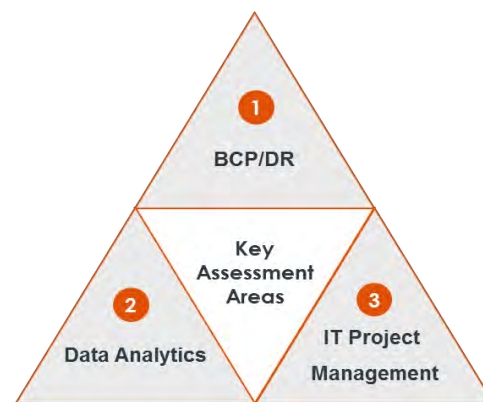 1
BCP/DR
Key
Assessment
Areas
2
Data Analytics
3
IT Project
Management